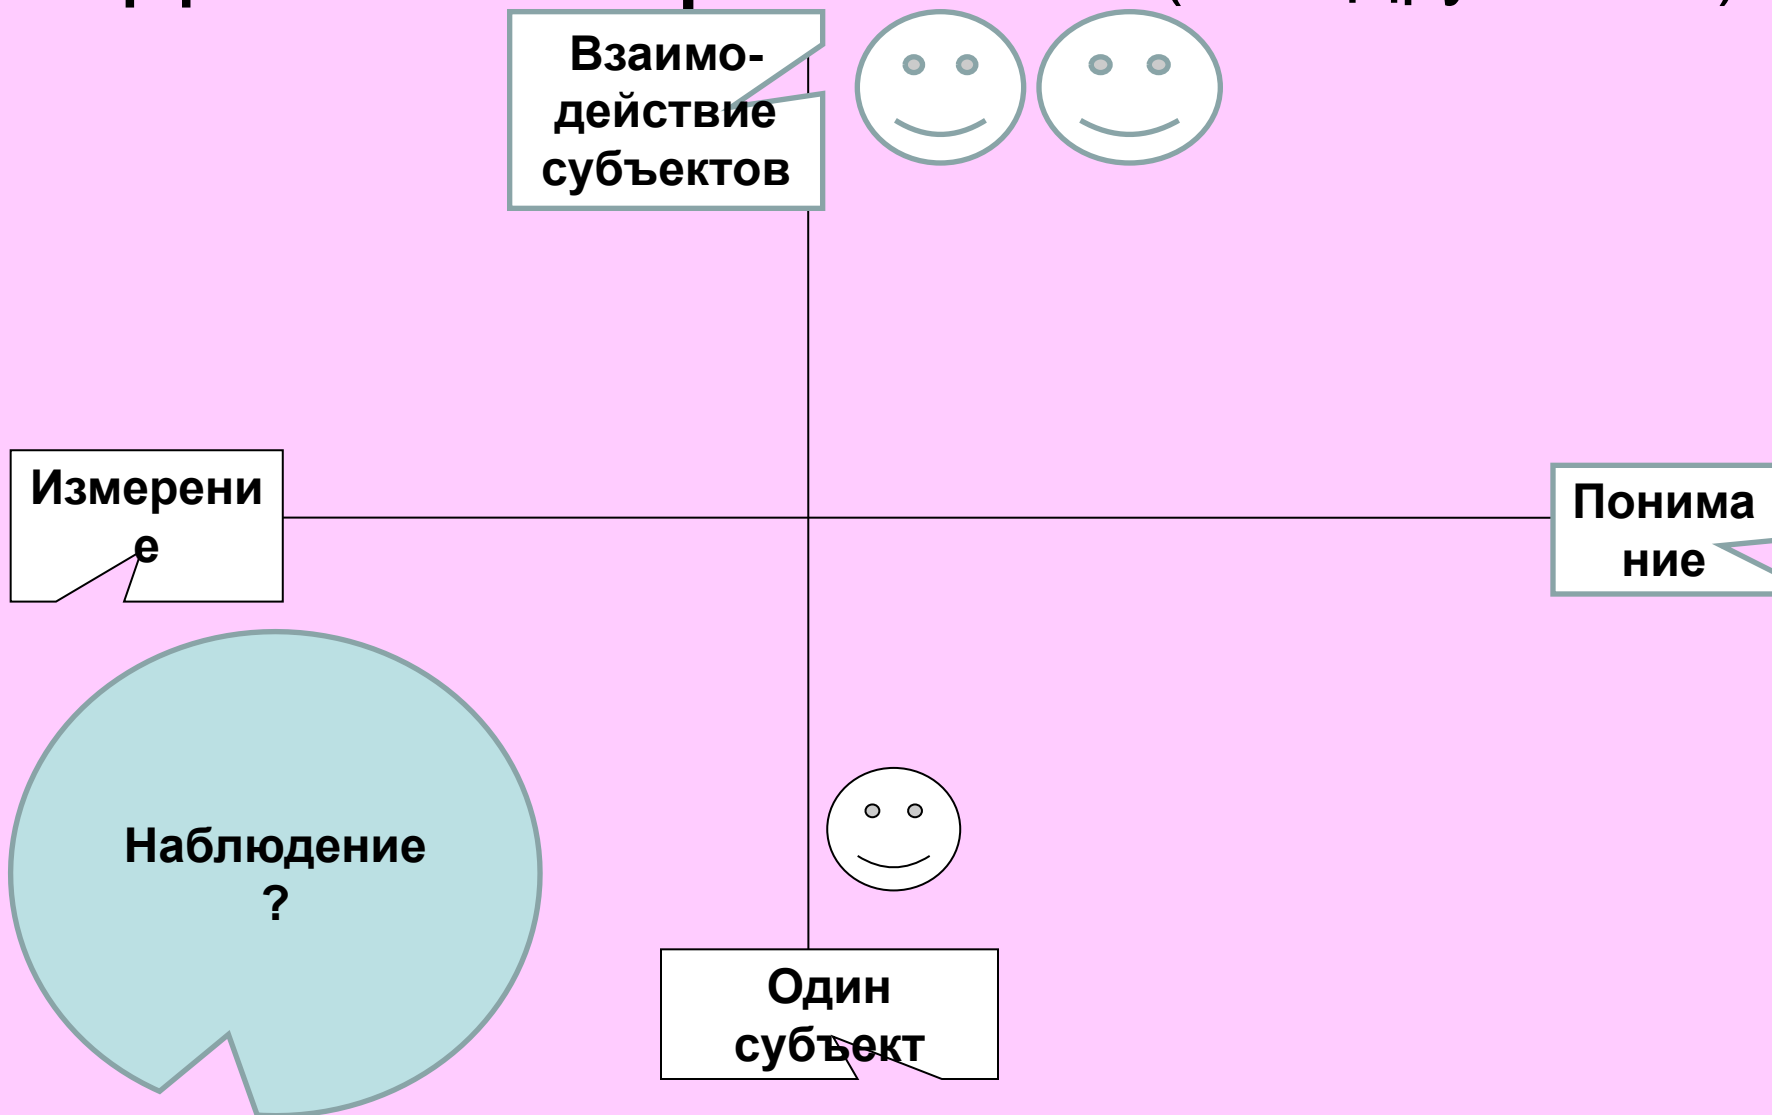 Взаимо-
действие
субъектов
Измерени
е
Понима
ние
Наблюдение
?
Один
субъект